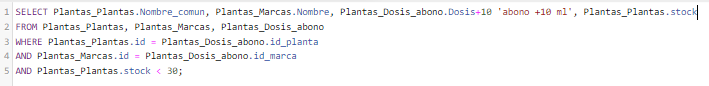 1 SELECT Plantas_Plantas.Nombre_comun, Plantas_Marcas.Nombre, Plantas_Dosis_abono.Dosis+10 'abono +10 ml', Plantas_Plantas.stock
2 FROM Plantas_Plantas, Plantas_Marcas, Plantas_Dosis_abono
3 WHERE Plantas_Plantas.id = Plantas_Dosis_abono.id_planta
4 AND Plantas_Marcas.id = Plantas_Dosis_abono.id_marca
5 AND Plantas_Plantas.stock < 30;